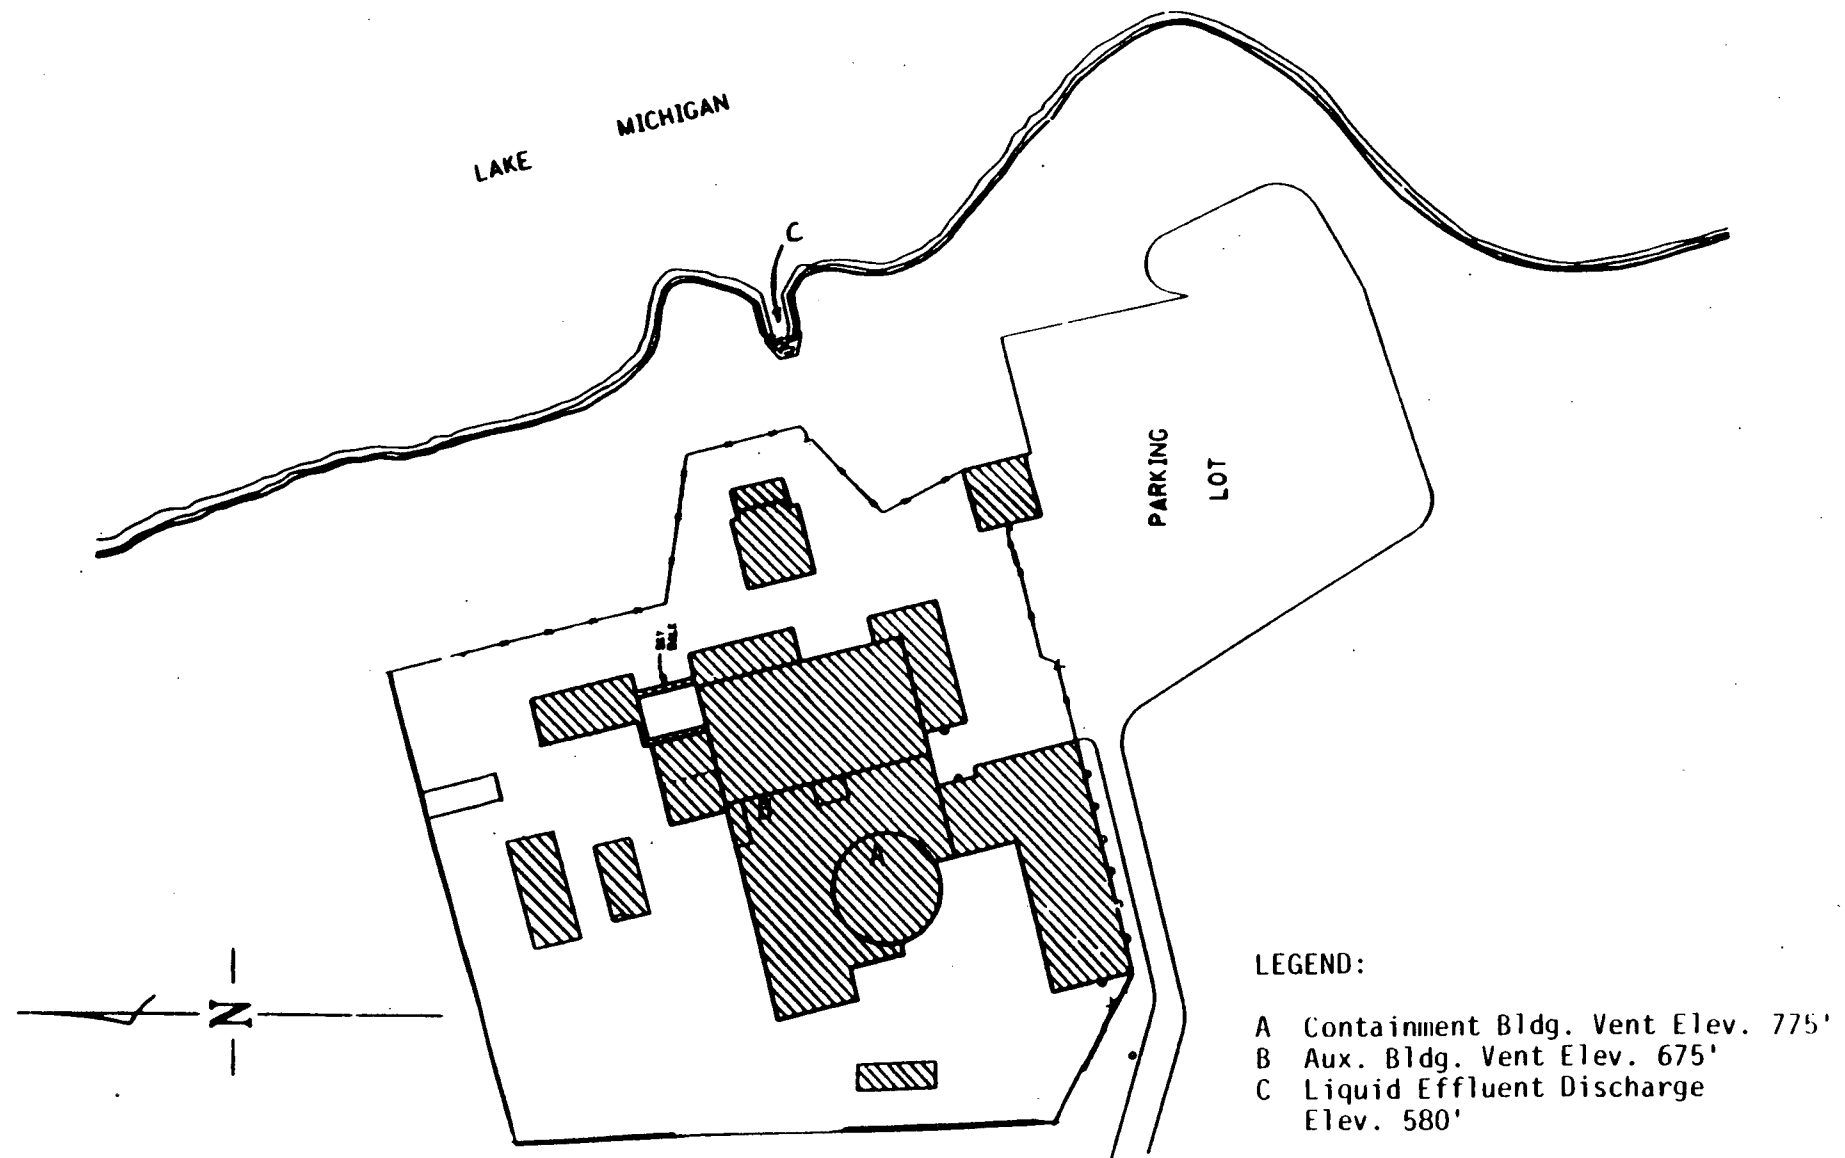 LAKE MICHIGAN
C
PARKING
LOT
A
N
LEGEND:
A Containment Bldg. Vent Elev. 775'
B Aux. Bldg. Vent Elev. 675'
C Liquid Effluent Discharge
Elev. 580'